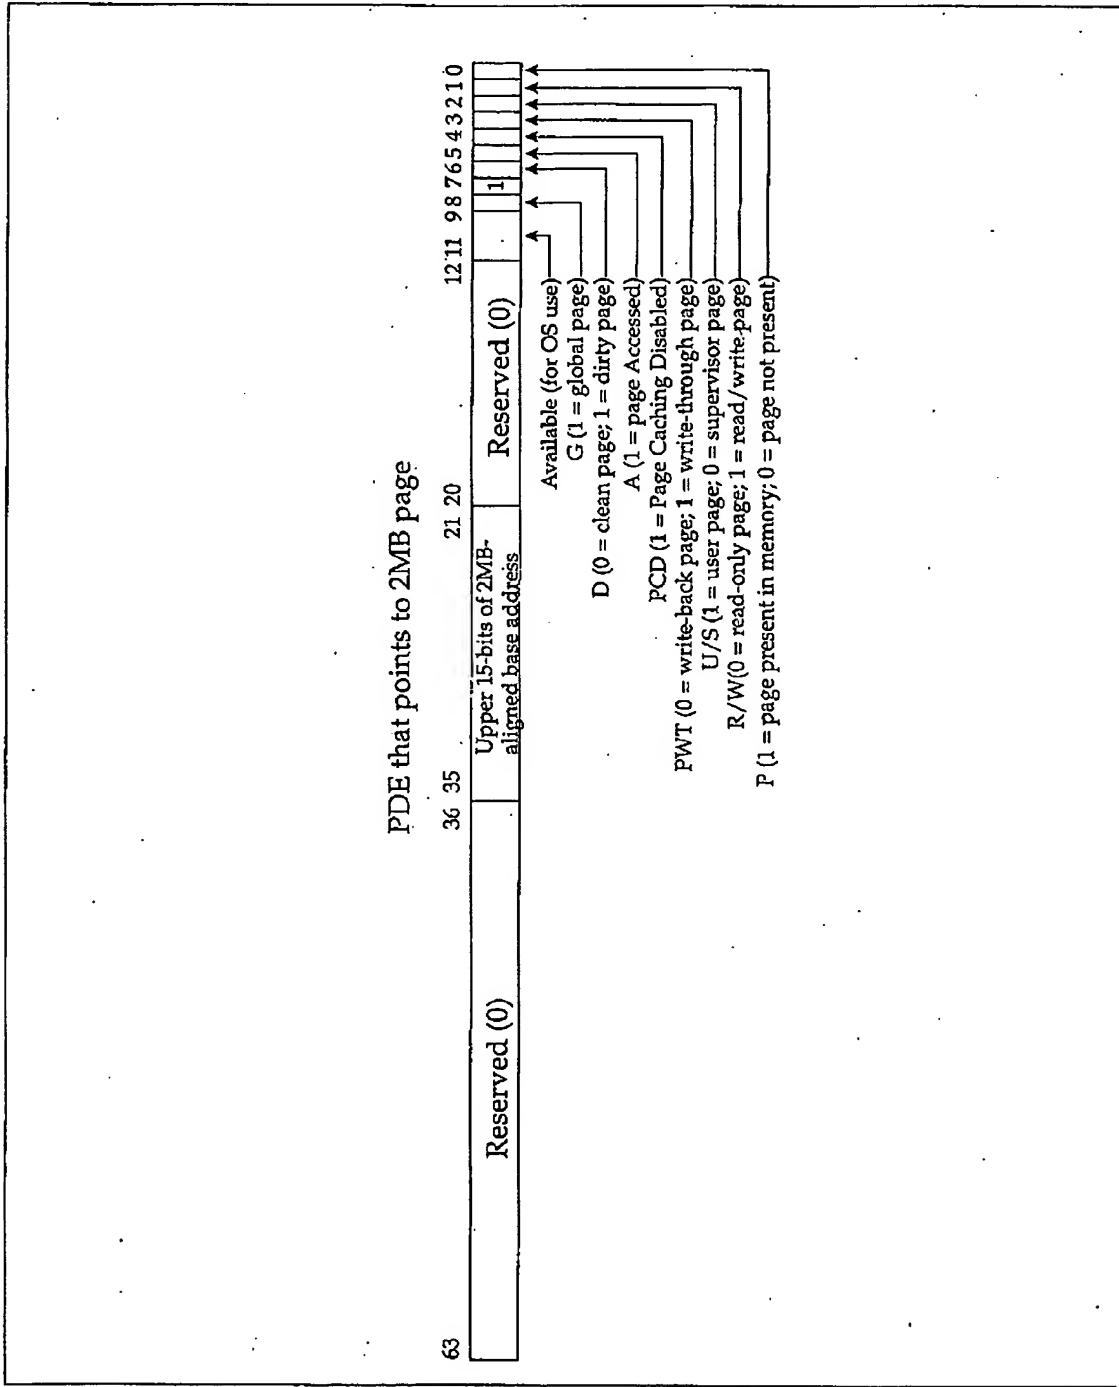 PDE that points to 2MB page
63 36 35 21 20 12 11 9 8 7 6 5 4 3 2 1 0
Reserved (0)
Upper 15-bits of 2MB-
aligned base address
Reserved (0)
1
Available (for OS use)
G (1 = global page)
D (0 = clean page; 1 = dirty page)
A (1 = page Accessed)
PCD (1 = Page Caching Disabled)
PWT (0 = write-back page; 1 = write-through page)
U/S (1 = user page; 0 = supervisor page)
R/W(0 = read-only page; 1 = read/write page)
P (1 = page present in memory; 0 = page not present)